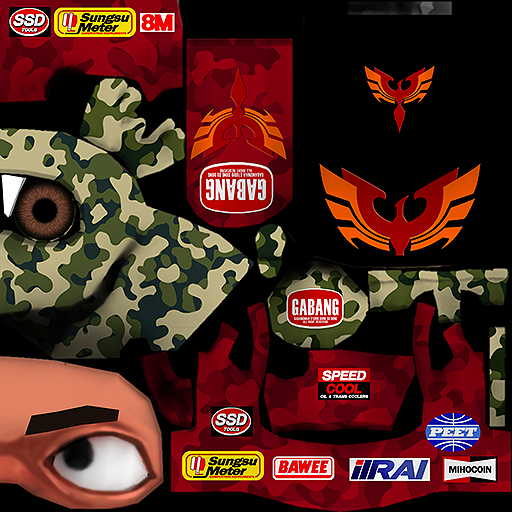 SSD
TOOLS
Sungsu
Meter
8M
GABANG
GABANG
SPEED
COOL
OIL & TRANS COOLERS
SSD
TOOLS
PEET
Sungsu
Meter
BAWEE
IIRAI
MIHOCOIN